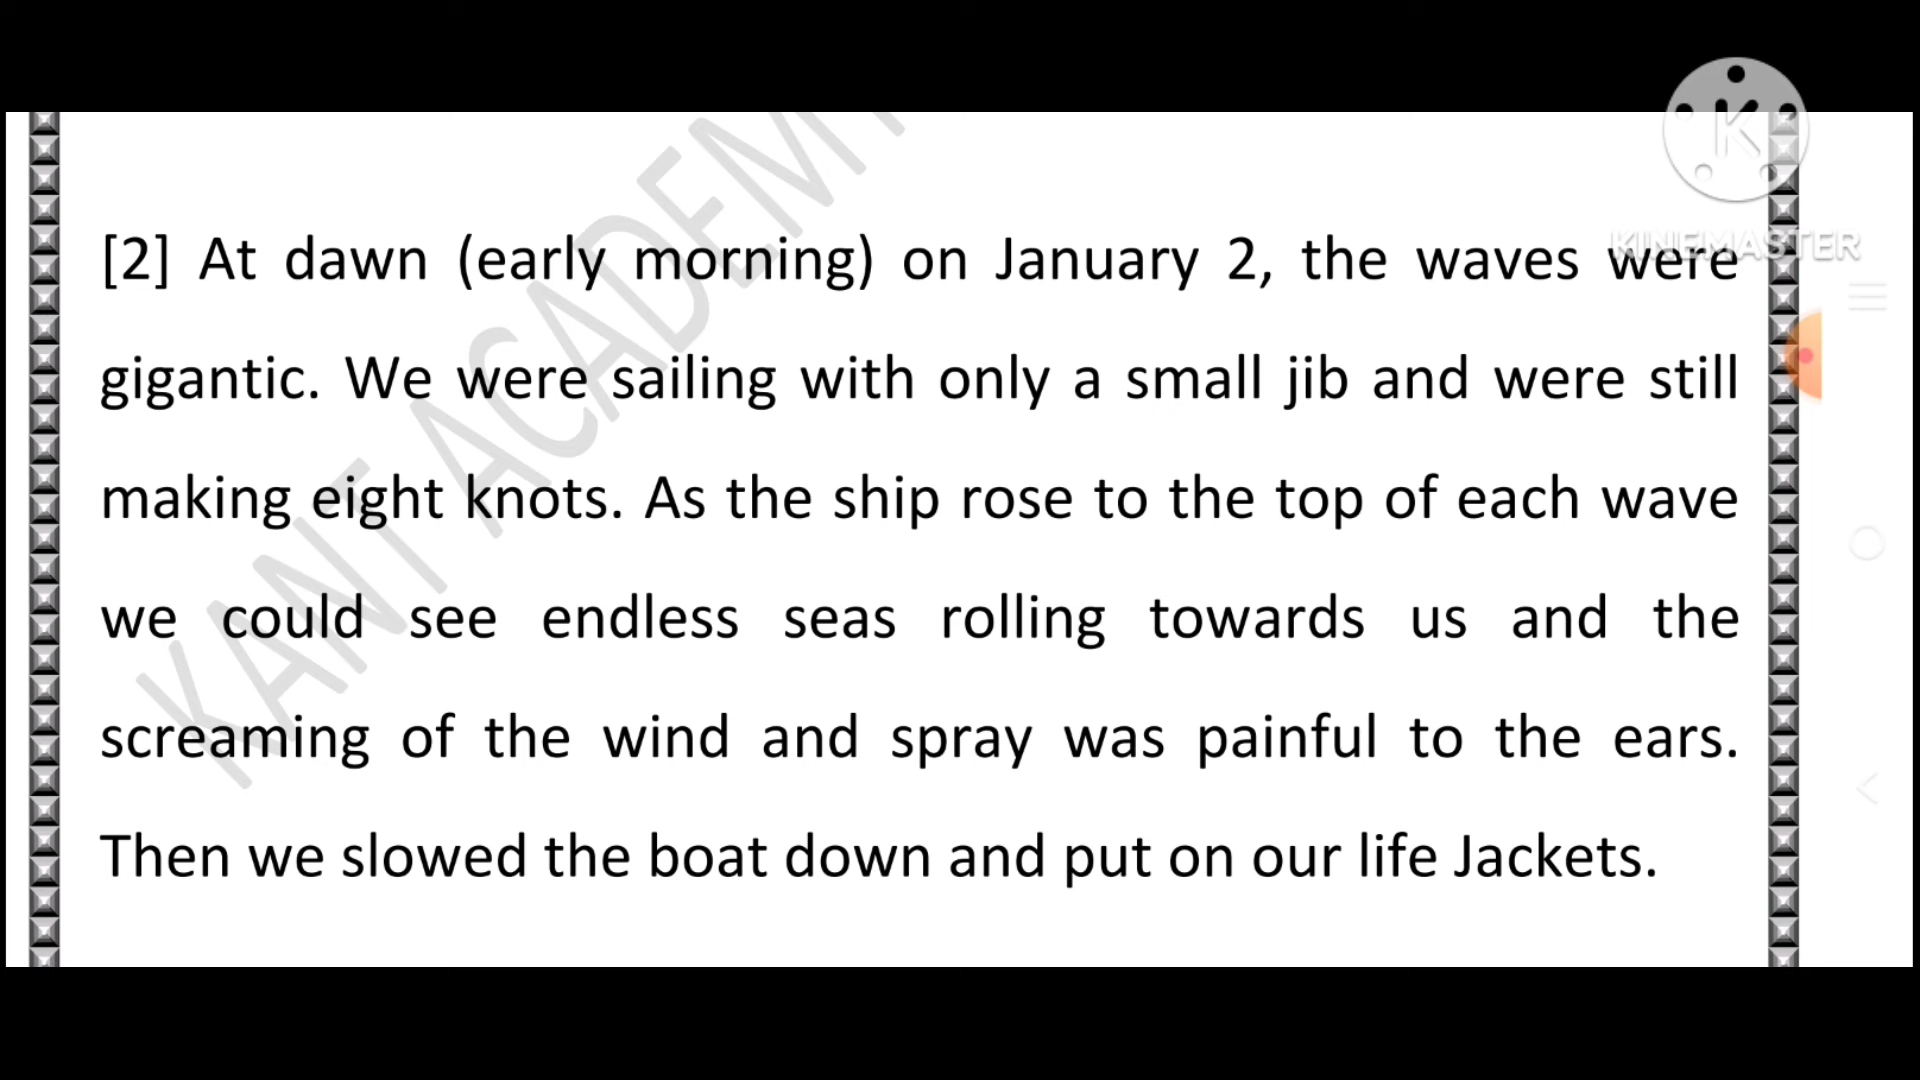 KINEMASTER
[2] At dawn (early morning) on January 2, the waves were
gigantic. We were sailing with only a small jib and were still
making eight knots. As the ship rose to the top of each wave
we could see endless seas rolling towards us and the
screaming of the wind and spray was painful to the ears.
Then we slowed the boat down and put on our life Jackets.
KANT ACADEMY
K